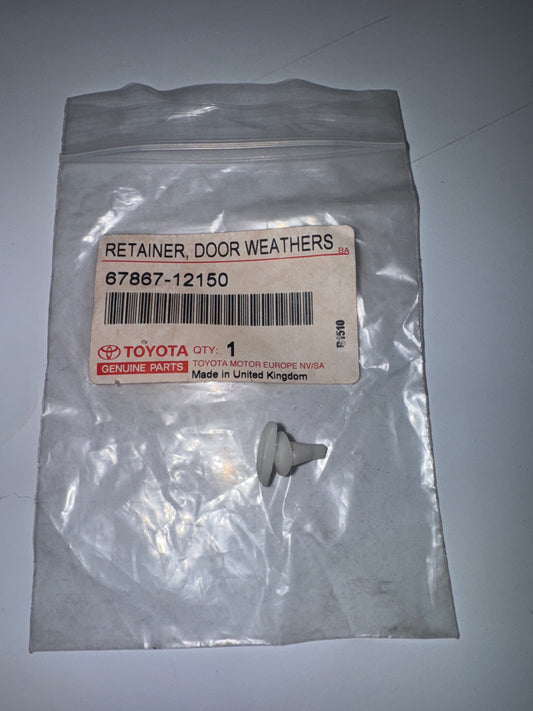 RETAINER, DOOR WEATHERS
BA
67867-12150
TOYOTA QTY: 1
GENUINE PARTS TOYOTA MOTOR EUROPE NV/SA
Made in United Kingdom